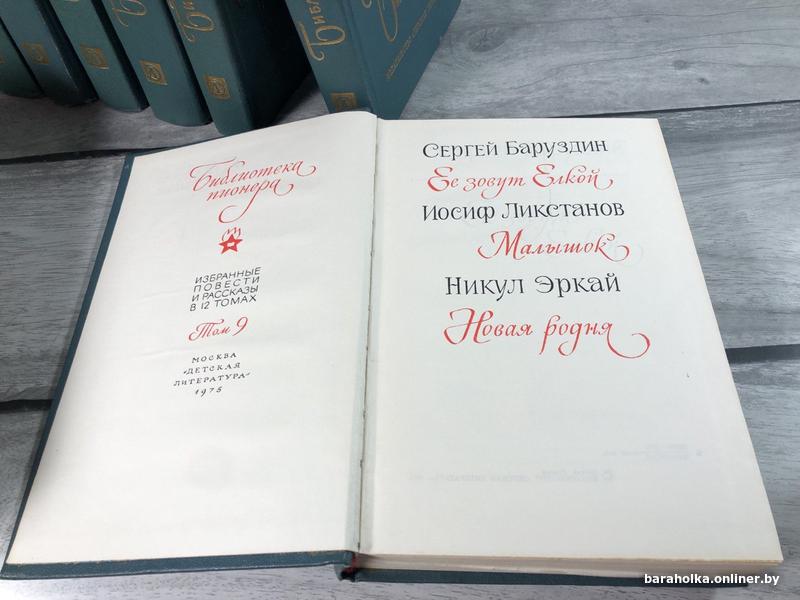 Библ
Библиотека
пионера
ИЗБРАННЫЕ
ПОВЕСТИ
И РАССКАЗЫ
В 12 ТОМАХ
Том 9
МОСКВА
«ДЕТСКАЯ
ЛИТЕРАТУРА»
1975
Сергей Баруздин
Ее зовут Елкой
Иосиф Ликстанов
Малышок
Никул Эркай
Новая родня
baraholka.onliner.by